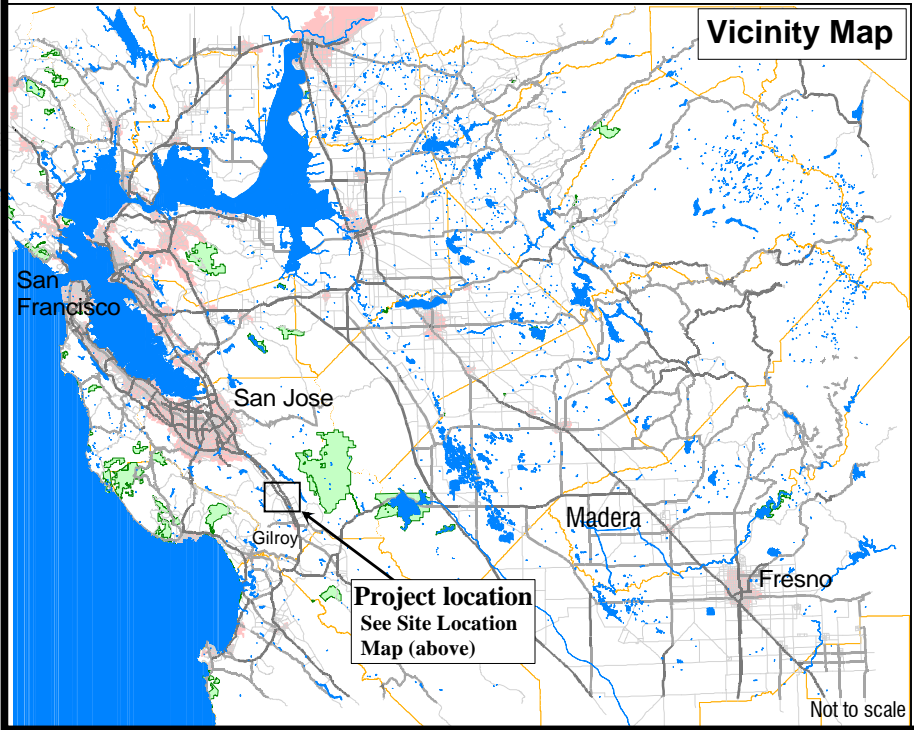 Vicinity Map
San
Francisco
San Jose
Madera
Gilroy
Fresno
Project location
See Site Location
Map (above)
Not to scale